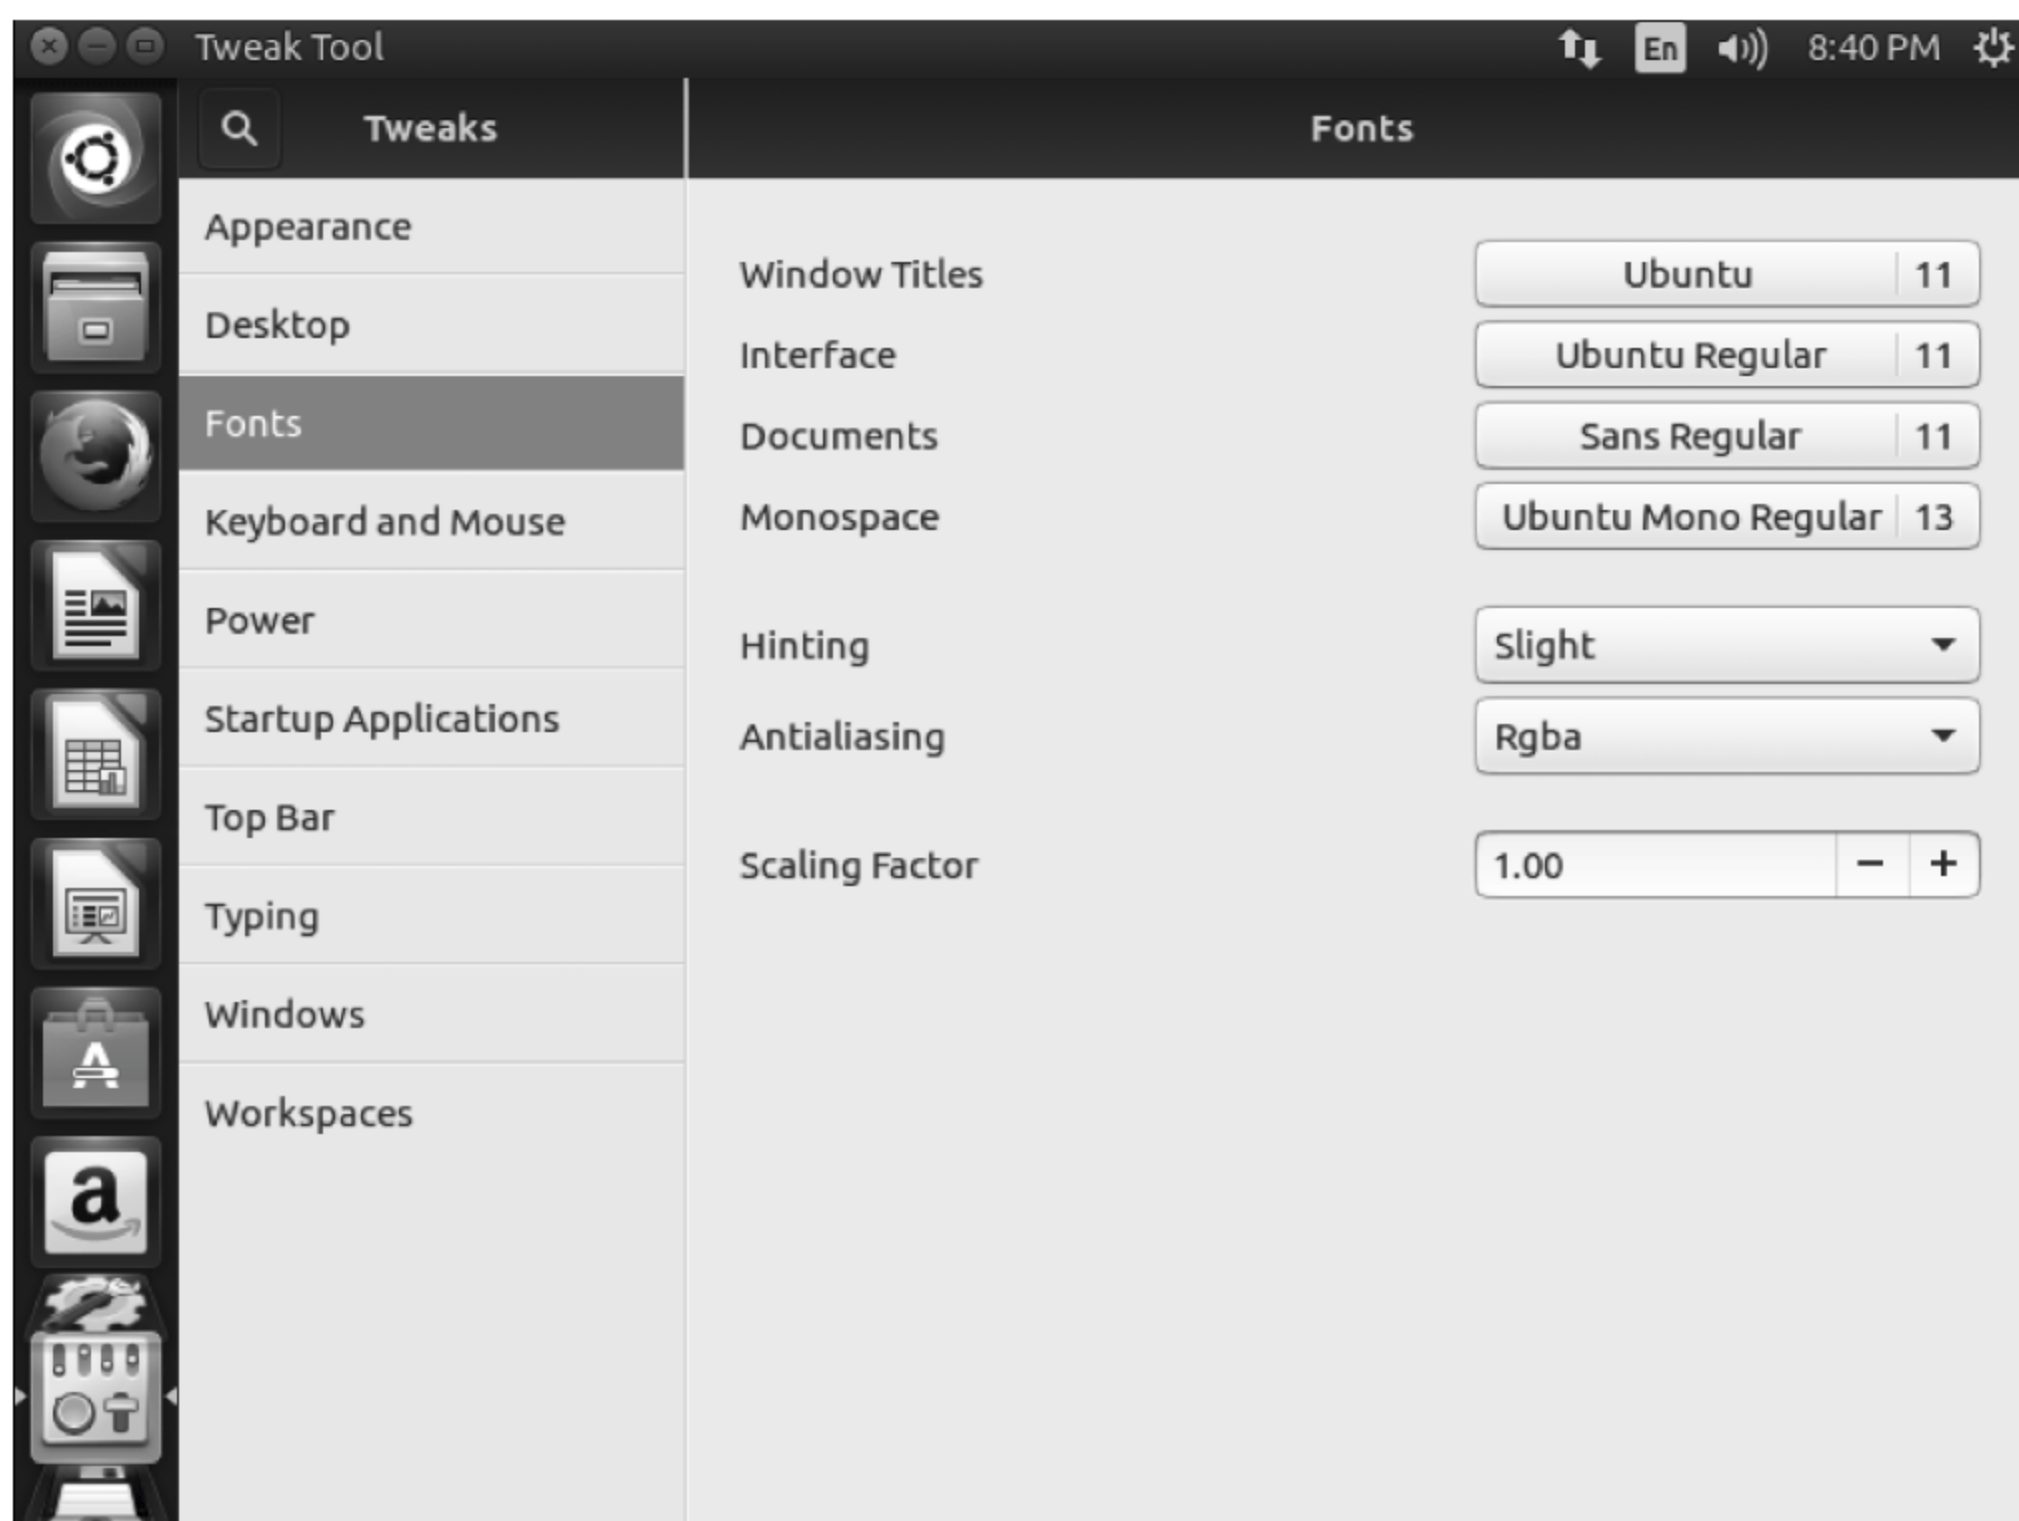 Tweak Tool
En
8:40 PM
Tweaks
Fonts
Appearance
Desktop
Fonts
Keyboard and Mouse
Power
Startup Applications
Top Bar
Typing
Windows
Workspaces
Window Titles Ubuntu 11
Interface Ubuntu Regular 11
Documents Sans Regular 11
Monospace Ubuntu Mono Regular 13
Hinting Slight
Antialiasing Rgba
Scaling Factor 1.00 − +
A
a